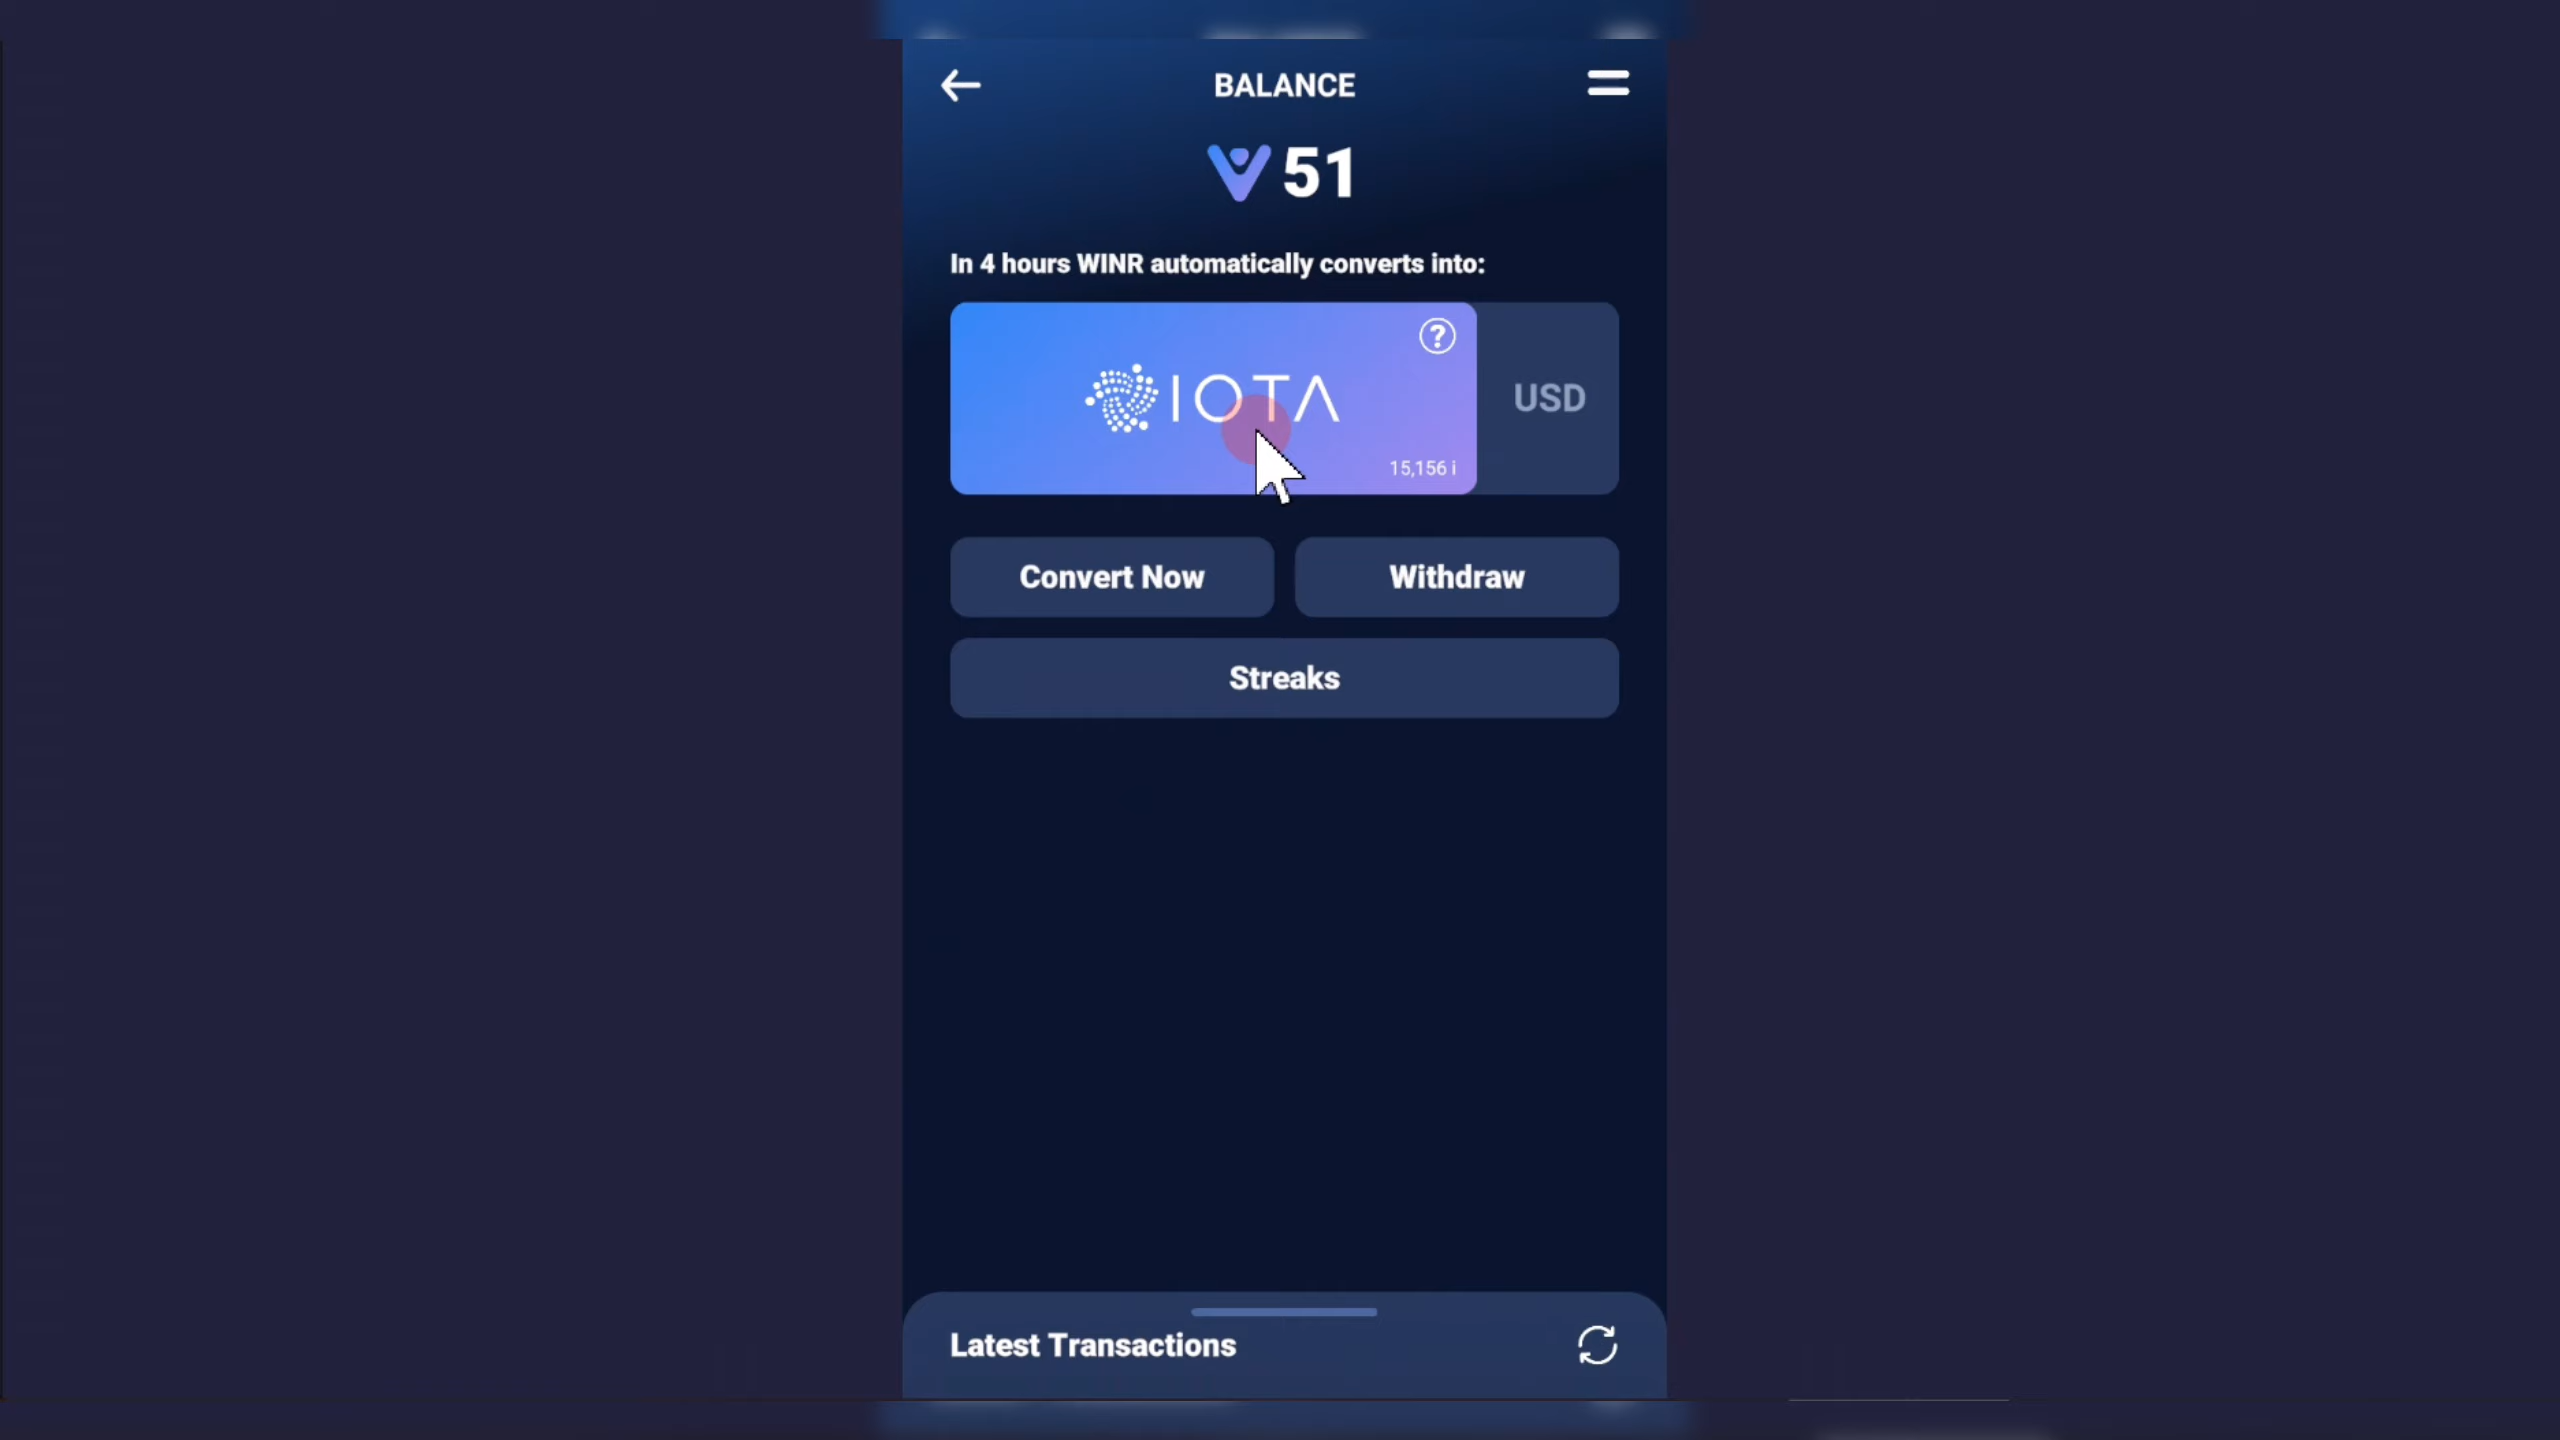 BALANCE
51
In 4 hours WINR automatically converts into:
?
IOTA
USD
15,156 i
Convert Now
Withdraw
Streaks
Latest Transactions